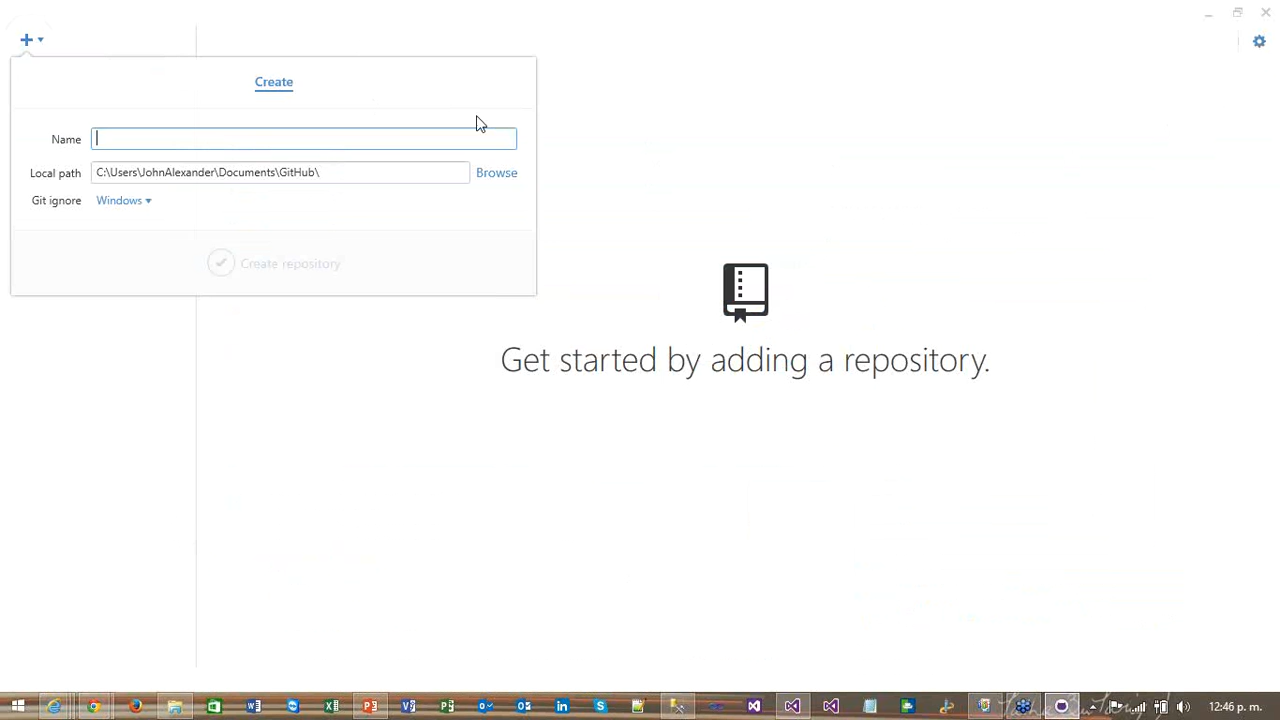 Create
Name
Local path C:\Users\JohnAlexander\Documents\GitHub\ Browse
Git ignore Windows
Create repository
Get started by adding a repository.
12:46 p. m.